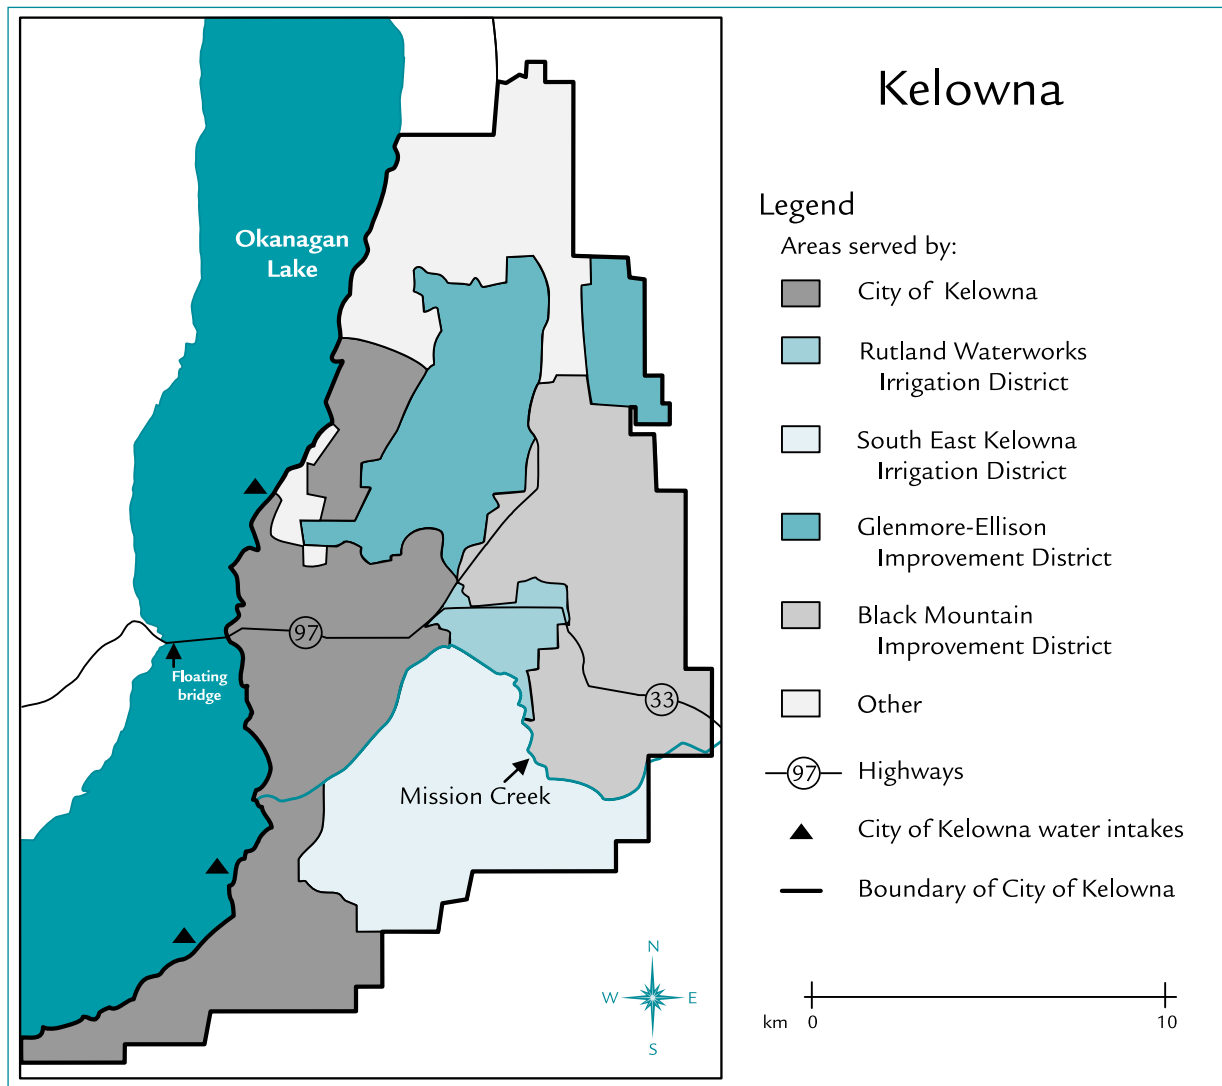 Kelowna
Okanagan
Lake
97
Floating
bridge
33
Mission Creek
N
W
E
S
Legend
Areas served by:
City of Kelowna
Rutland Waterworks
Irrigation District
South East Kelowna
Irrigation District
Glenmore-Ellison
Improvement District
Black Mountain
Improvement District
Other
97 Highways
City of Kelowna water intakes
Boundary of City of Kelowna
km 0 10